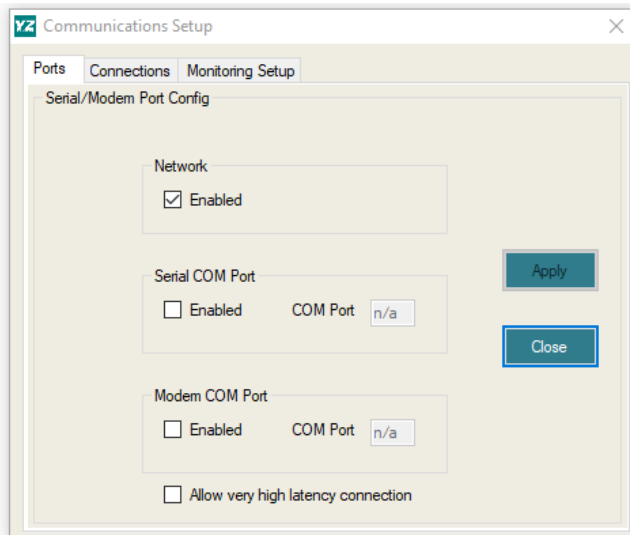 YZ Communications Setup
Ports Connections Monitoring Setup
Serial/Modem Port Config
Network
Enabled
Serial COM Port
Enabled COM Port n/a
Apply
Close
Modem COM Port
Enabled COM Port n/a
Allow very high latency connection